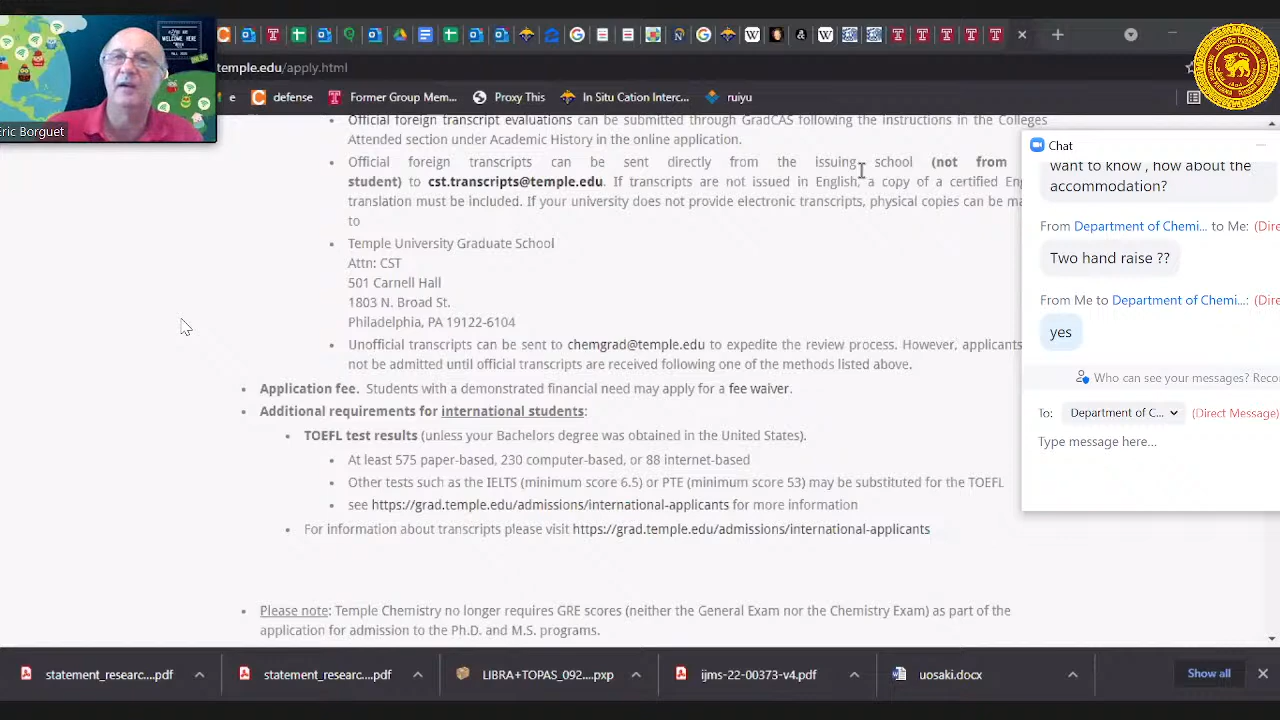 WELCOME HERE
Eric Borguet
temple.edu/apply.html
e
defense
Former Group Mem...
Proxy This
In Situ Cation Interc...
ruiyu
Official foreign transcript evaluations can be submitted through GradCAS following the instructions in the Colleges
Attended section under Academic History in the online application.
Official foreign transcripts can be sent directly from the issuing school (not from
student) to cst.transcripts@temple.edu. If transcripts are not issued in English, a copy of a certified Eng
translation must be included. If your university does not provide electronic transcripts, physical copies can be ma
to
Temple University Graduate School
Attn: CST
501 Carnell Hall
1803 N. Broad St.
Philadelphia, PA 19122-6104
Unofficial transcripts can be sent to chemgrad@temple.edu to expedite the review process. However, applicants
not be admitted until official transcripts are received following one of the methods listed above.
Application fee. Students with a demonstrated financial need may apply for a fee waiver.
Additional requirements for international students:
TOEFL test results (unless your Bachelors degree was obtained in the United States).
At least 575 paper-based, 230 computer-based, or 88 internet-based
Other tests such as the IELTS (minimum score 6.5) or PTE (minimum score 53) may be substituted for the TOEFL
see https://grad.temple.edu/admissions/international-applicants for more information
For information about transcripts please visit https://grad.temple.edu/admissions/international-applicants
Please note: Temple Chemistry no longer requires GRE scores (neither the General Exam nor the Chemistry Exam) as part of the
application for admission to the Ph.D. and M.S. programs.
Chat
want to know , how about the
accommodation?
From Department of Chemi... to Me: (Dire
Two hand raise ??
From Me to Department of Chemi...: (Dire
yes
Who can see your messages? Reco
To: Department of C... (Direct Message)
Type message here...
statement_researc....pdf
statement_researc....pdf
LIBRA+TOPAS_092....pxp
ijms-22-00373-v4.pdf
uosaki.docx
Show all